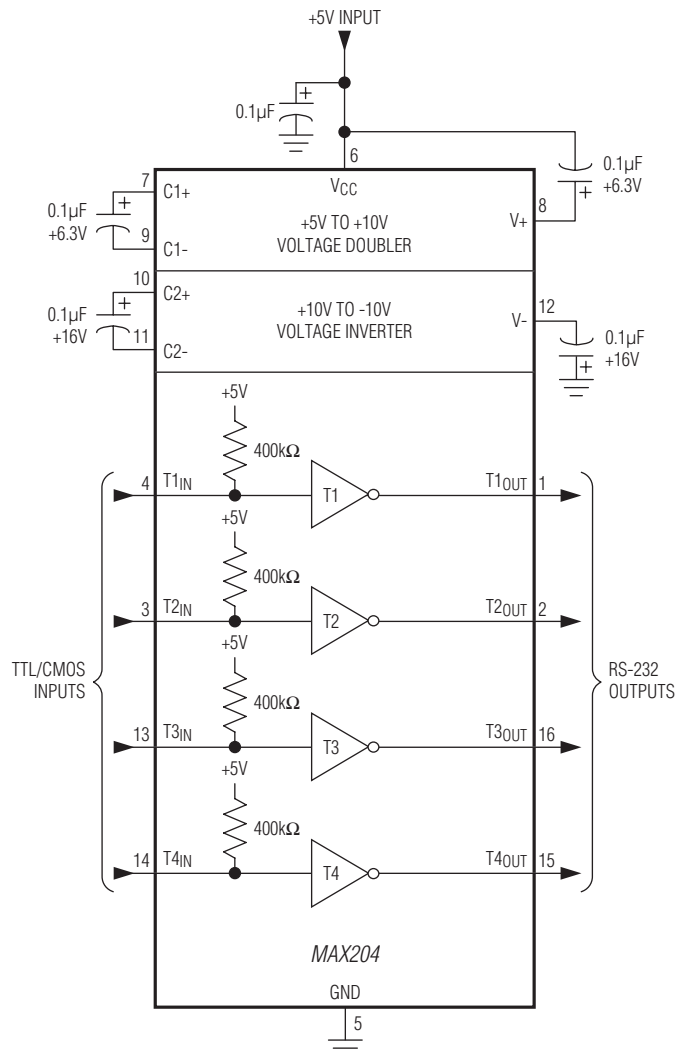 +5V INPUT
0.1µF
+
6
0.1µF
+6.3V
+
7
C1+
+
0.1µF
+6.3V
9
C1-
VCC
+5V TO +10V
VOLTAGE DOUBLER
V+
8
10
C2+
+
0.1µF
+16V
11
C2-
+10V TO -10V
VOLTAGE INVERTER
V-
12
0.1µF
+16V
+
+5V
400kΩ
4
T1IN
T1
T1OUT
1
+5V
400kΩ
3
T2IN
T2
T2OUT
2
+5V
400kΩ
TTL/CMOS
INPUTS
RS-232
OUTPUTS
13
T3IN
T3
T3OUT
16
+5V
400kΩ
14
T4IN
T4
T4OUT
15
MAX204
GND
5